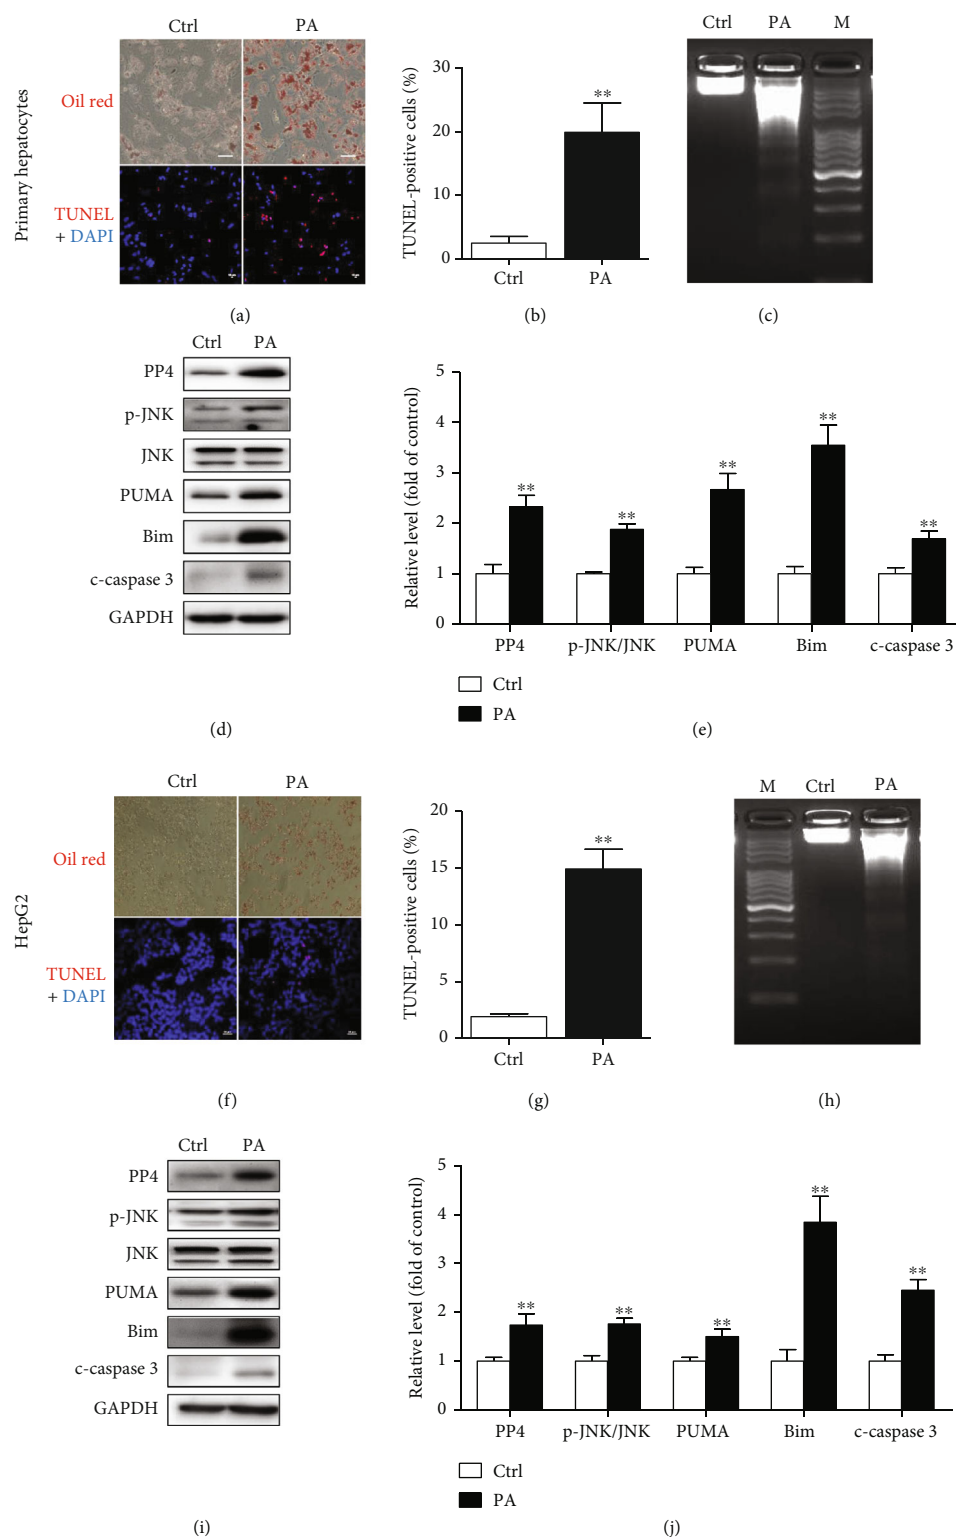 Ctrl PA
Primary hepatocytes
Oil red
TUNEL
+ DAPI
(a)
TUNEL-positive cells (%)
30
20
10
0
**
Ctrl PA
(b)
Ctrl PA M
(c)
Ctrl PA
PP4
p-JNK
JNK
PUMA
Bim
c-caspase 3
GAPDH
(d)
Relative level (fold of control)
5
4
3
2
1
0
** ** ** ** **
PP4 p-JNK/JNK PUMA Bim c-caspase 3
Ctrl
PA
(e)
Ctrl PA
HepG2
Oil red
TUNEL
+ DAPI
(f)
TUNEL-positive cells (%)
20
15
10
5
0
**
Ctrl PA
(g)
M Ctrl PA
(h)
Ctrl PA
PP4
p-JNK
JNK
PUMA
Bim
c-caspase 3
GAPDH
(i)
Relative level (fold of control)
5
4
3
2
1
0
** ** ** ** **
PP4 p-JNK/JNK PUMA Bim c-caspase 3
Ctrl
PA
(j)